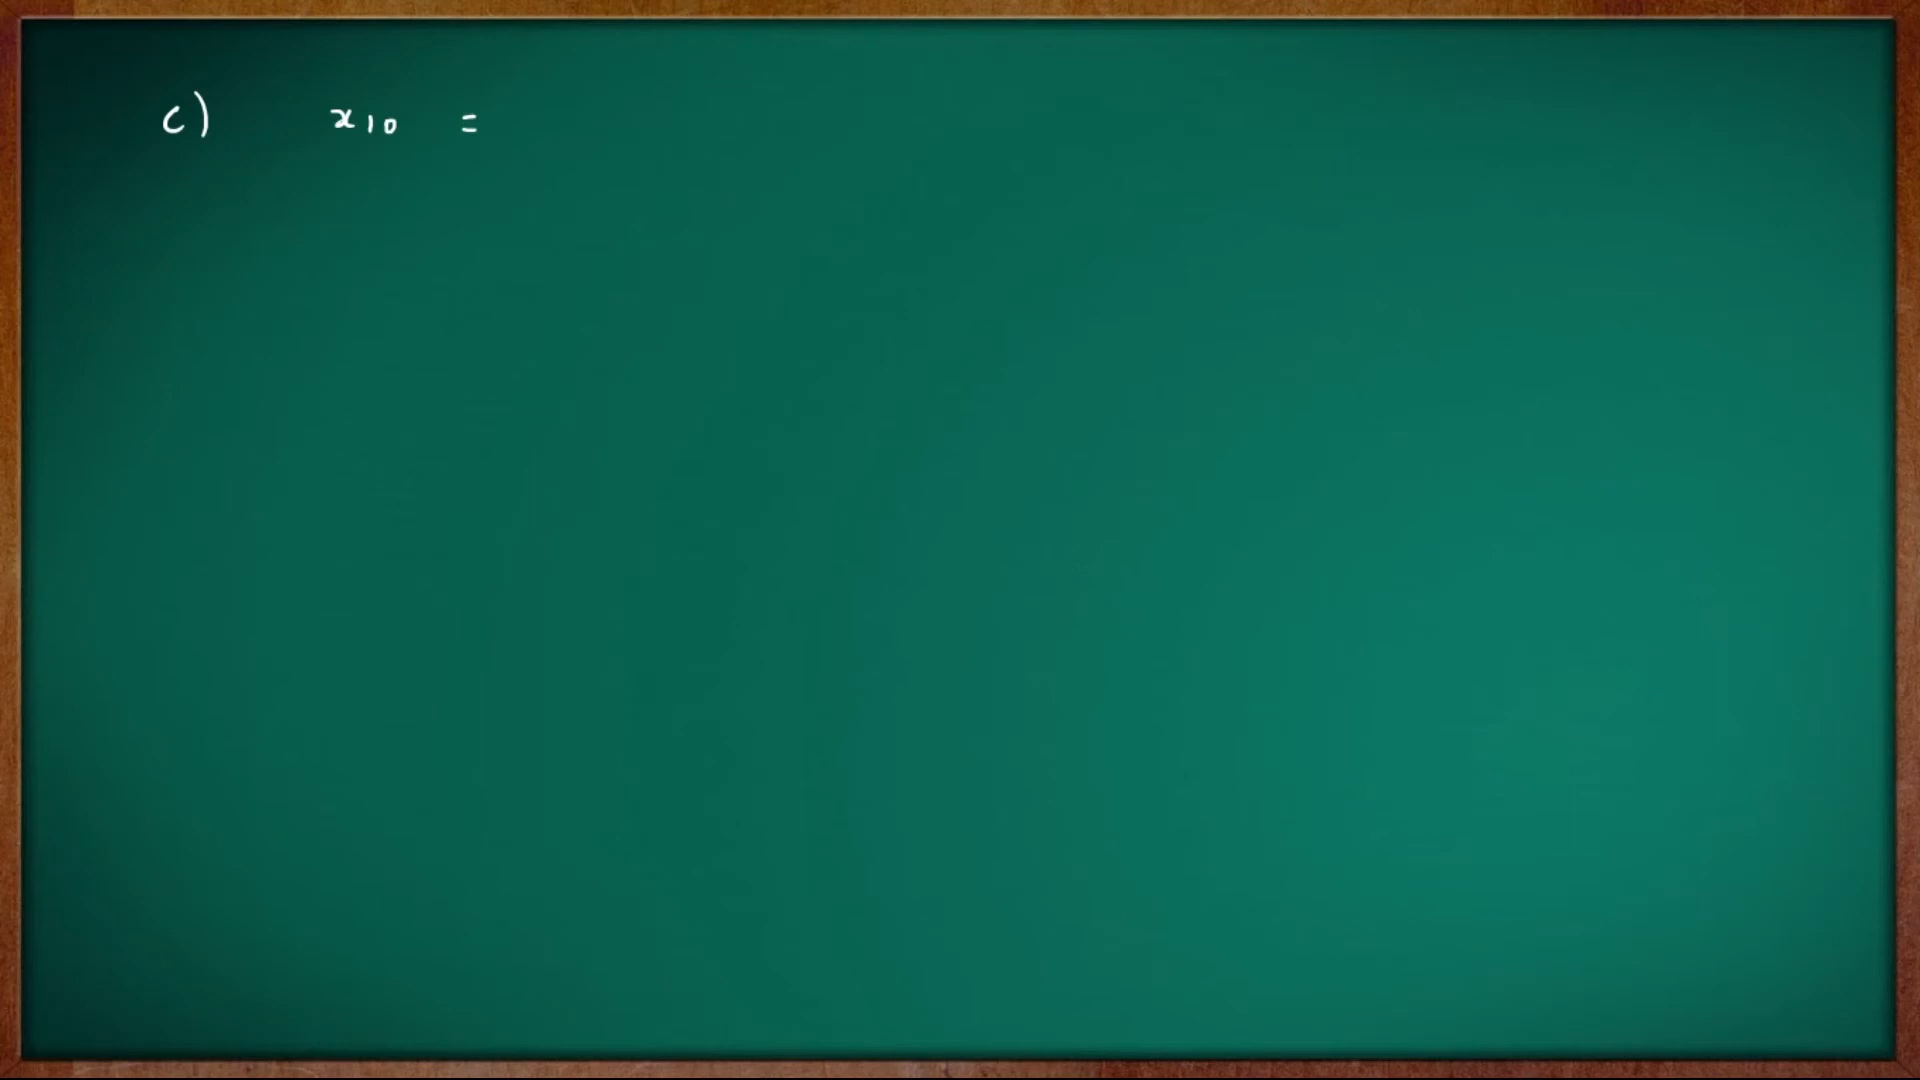 c) x₁₀ =